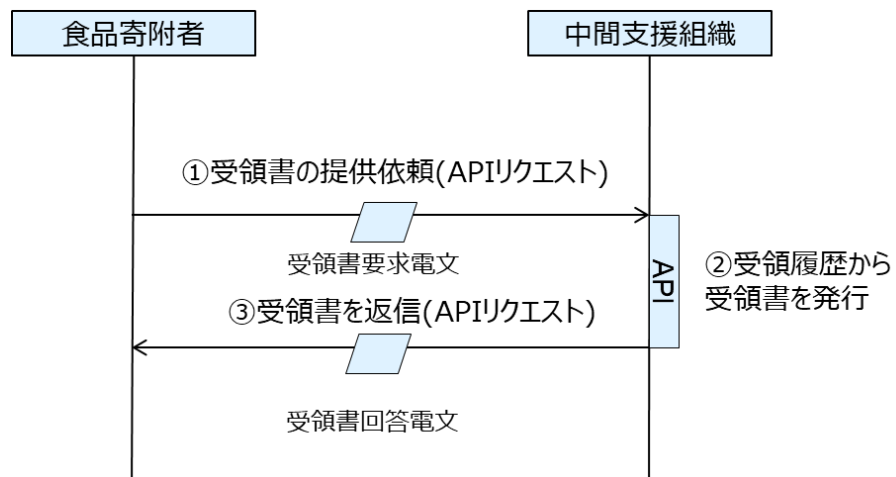 食品寄附者
中間支援組織
①受領書の提供依頼(APIリクエスト)
受領書要求電文
API
②受領履歴から
受領書を発行
③受領書を返信(APIリクエスト)
受領書回答電文